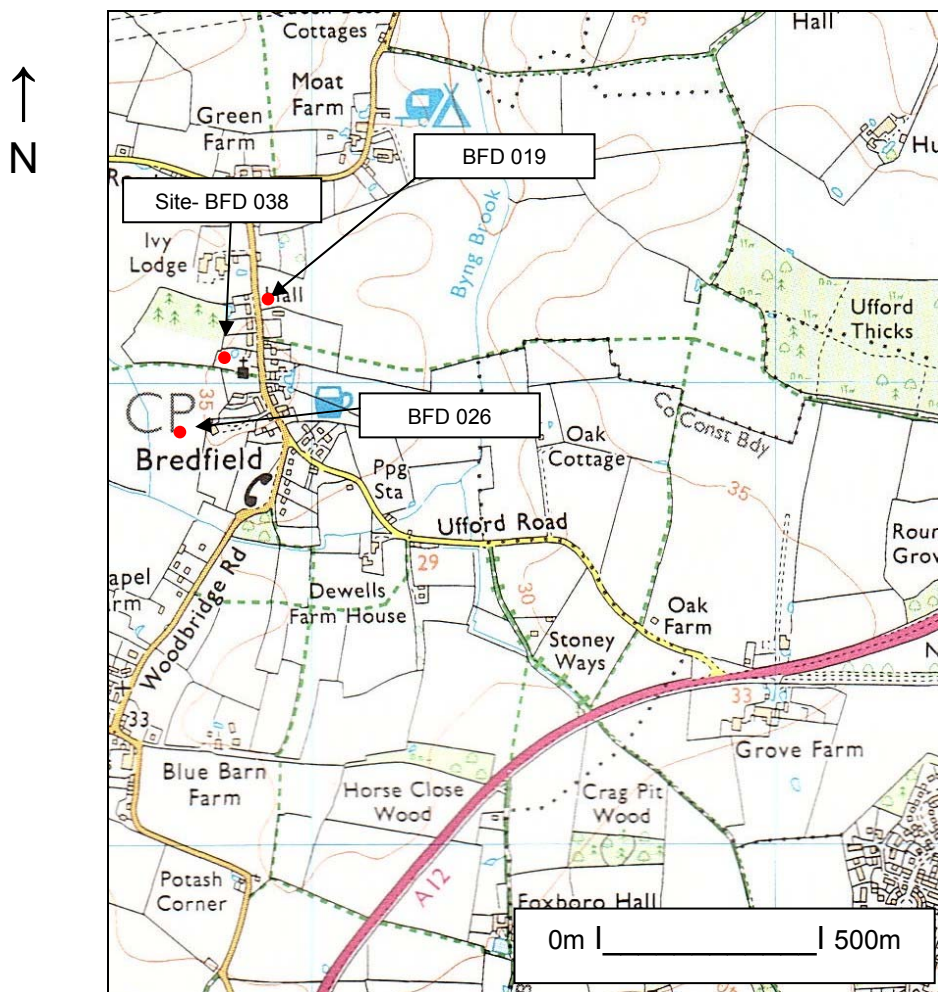 Cottages
Hall
Moat
Farm
Green
Farm
N
BFD 019
Hu
Site- BFD 038
Ivy
Lodge
Byng Brook
Hall
Ufford
Thicks
35
CP
BFD 026
Co Const Bdy
Oak
Cottage
Bredfield
Ppg
Sta
35
Ufford Road
29
30
Dewells
Farm House
Woodbridge Rd
Oak
Farm
Stoney
Ways
33
33
Grove Farm
Blue Barn
Farm
Horse Close
Wood
Crag Pit
Wood
Potash
Corner
A12
Foxboro Hall
0m 500m